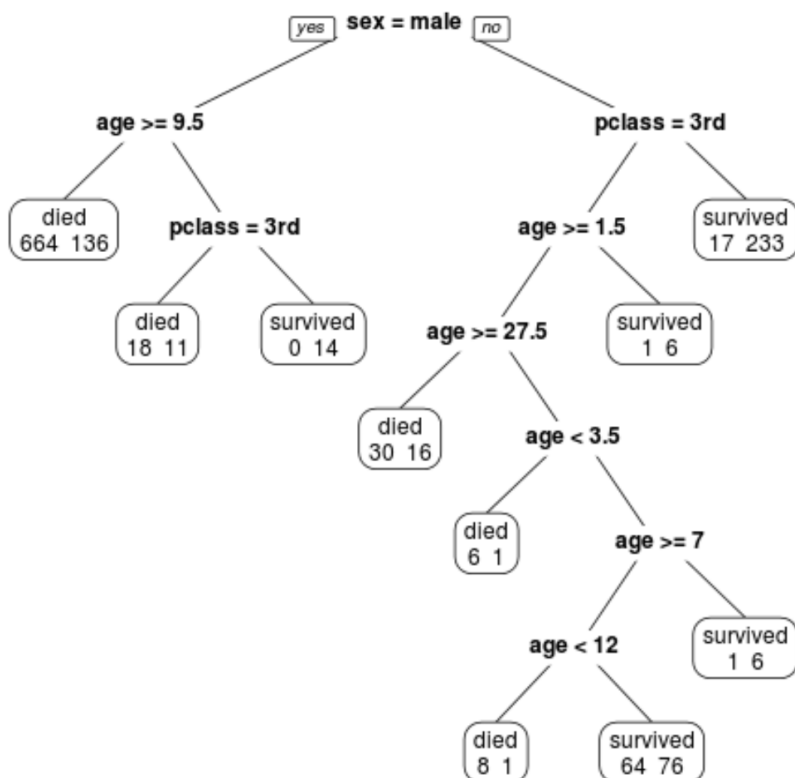 yes sex = male no
age >= 9.5 pclass = 3rd
died
664 136
pclass = 3rd
age >= 1.5
survived
17 233
died
18 11
survived
0 14
age >= 27.5
survived
1 6
died
30 16
age < 3.5
died
6 1
age >= 7
age < 12
survived
1 6
died
8 1
survived
64 76